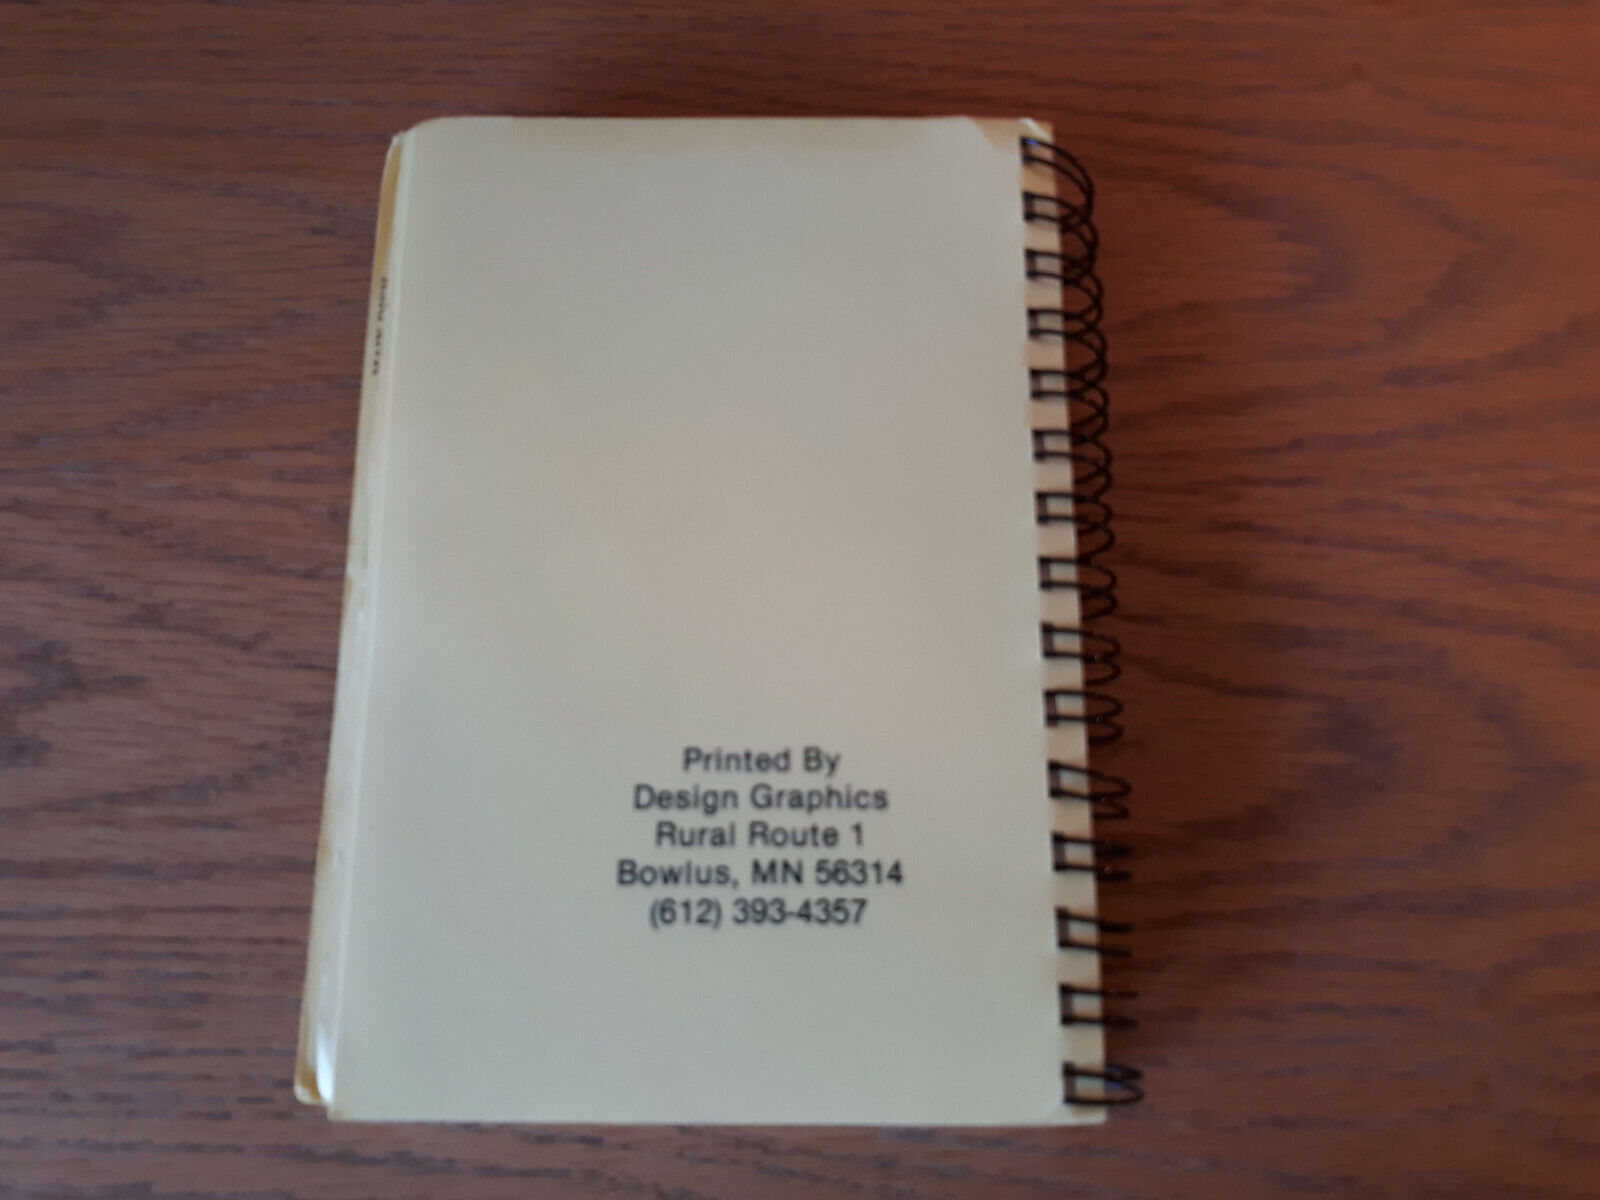 Printed By
Design Graphics
Rural Route 1
Bowlus, MN 56314
(612) 393-4357